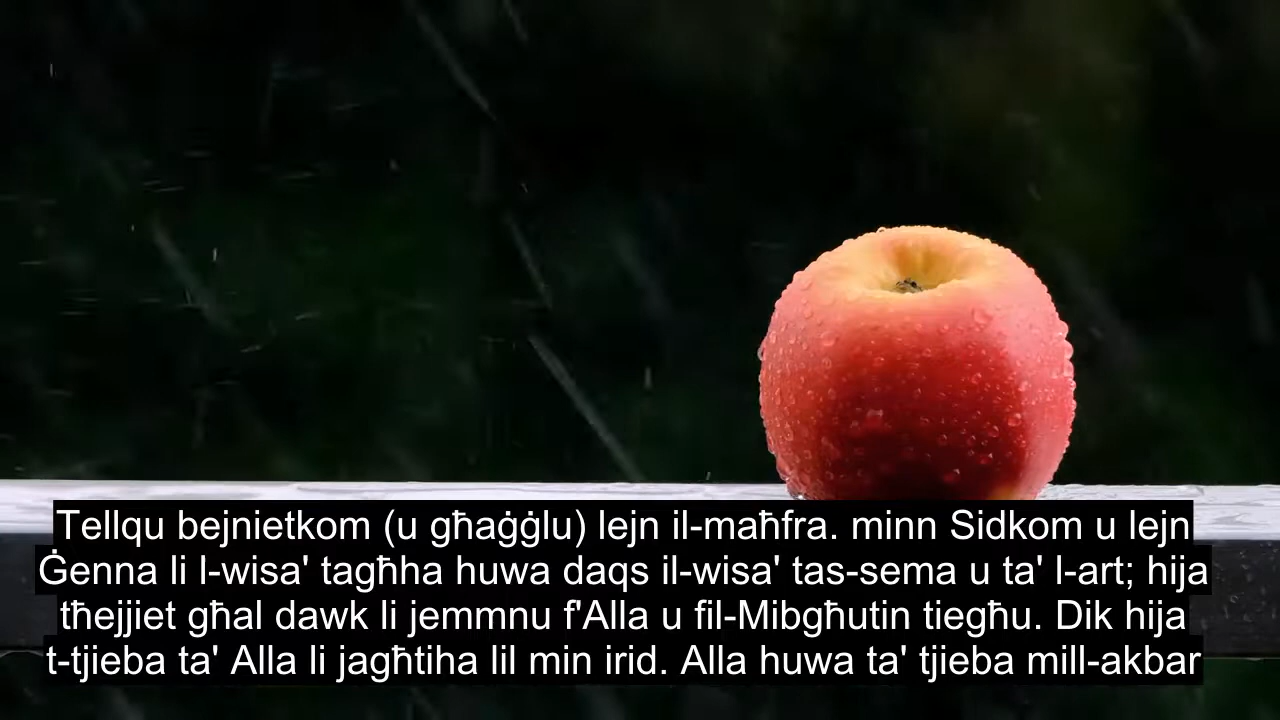 Tellqu bejnietkom (u għaġġlu) lejn il-maħfra. minn Sidkom u lejn
Ġenna li l-wisa' tagħha huwa daqs il-wisa' tas-sema u ta' l-art; hija
tħejjiet għal dawk li jemmnu f'Alla u fil-Mibgħutin tiegħu. Dik hija
t-tjieba ta' Alla li jagħtiha lil min irid. Alla huwa ta' tjieba mill-akbar